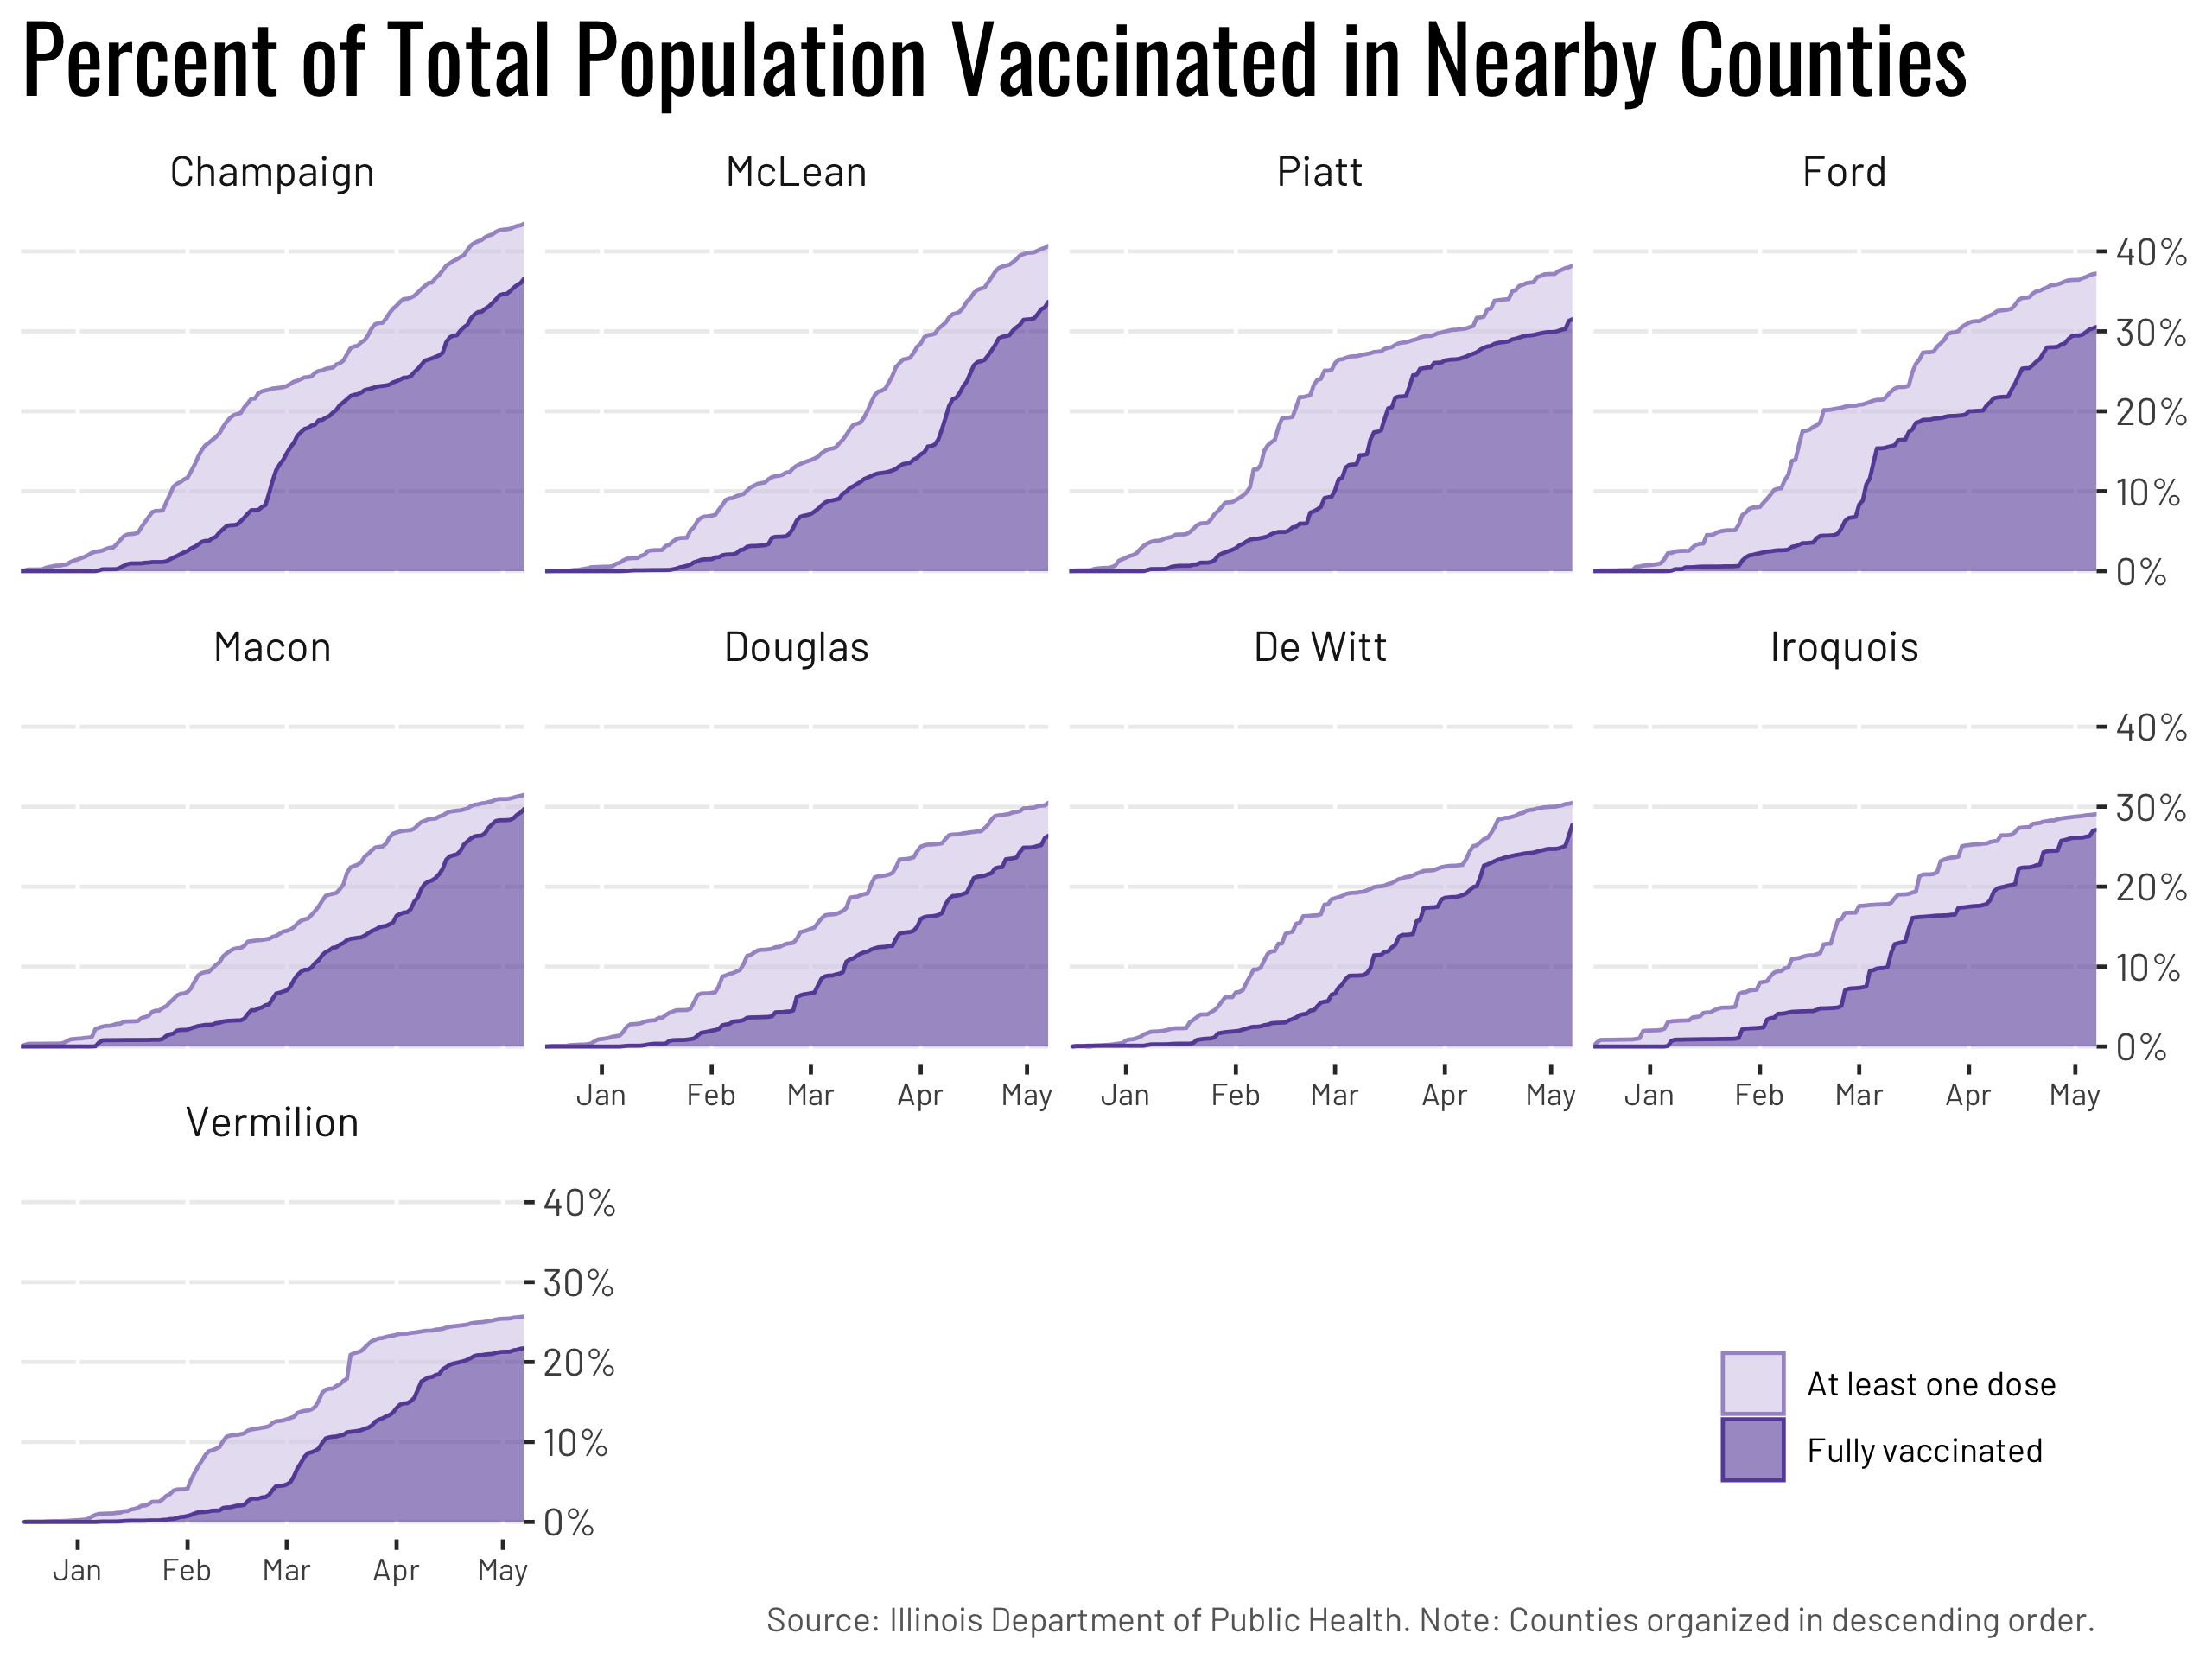 Percent of Total Population Vaccinated in Nearby Counties
Champaign
McLean
Piatt
Ford
40%
30%
20%
10%
0%
Macon
Douglas
De Witt
Iroquois
40%
30%
20%
10%
0%
Jan Feb Mar Apr May
Jan Feb Mar Apr May
Jan Feb Mar Apr May
Vermilion
40%
30%
20%
10%
0%
Jan Feb Mar Apr May
At least one dose
Fully vaccinated
Source: Illinois Department of Public Health. Note: Counties organized in descending order.